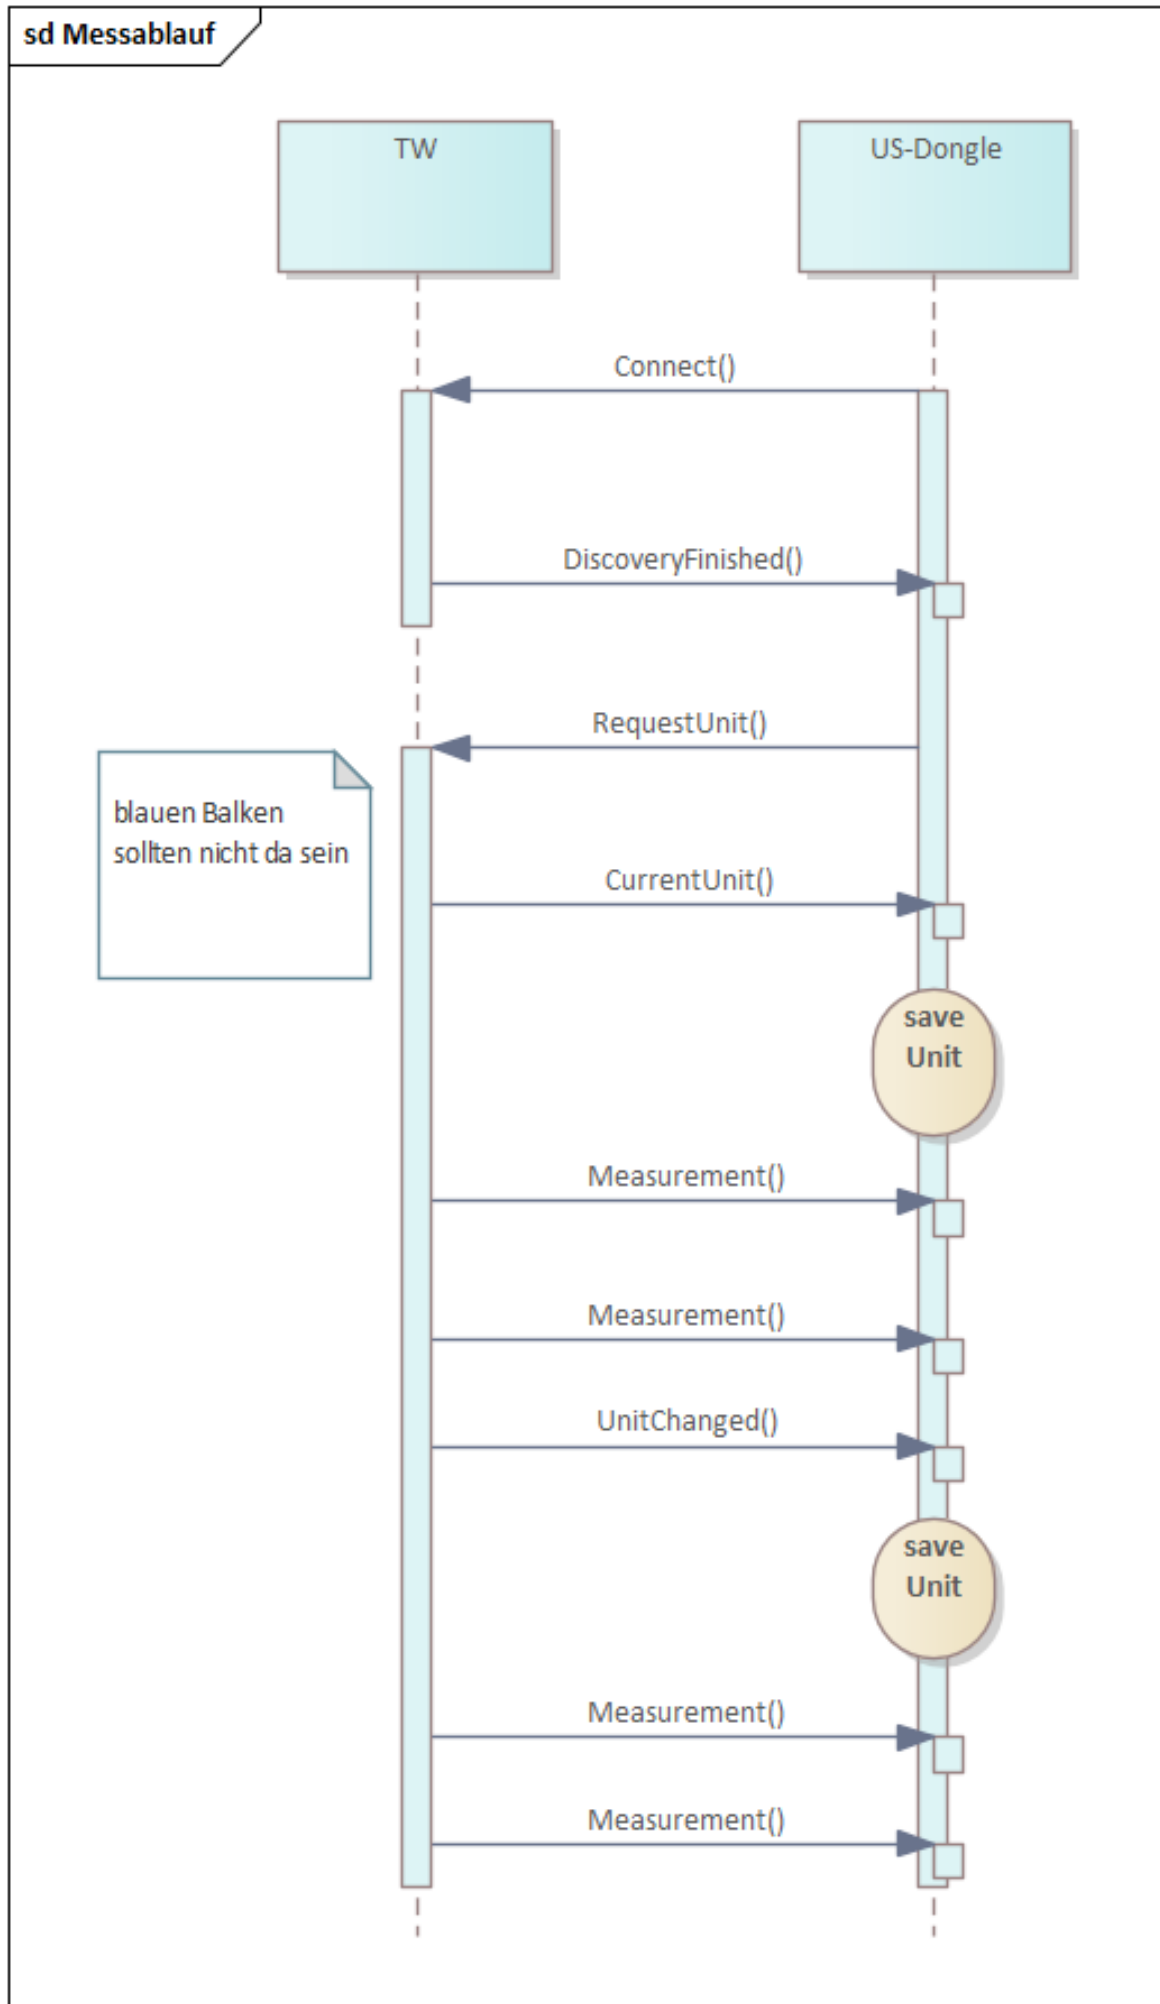 sd Messablauf
TW
US-Dongle
Connect()
DiscoveryFinished()
RequestUnit()
blauen Balken
sollten nicht da sein
CurrentUnit()
save
Unit
Measurement()
Measurement()
UnitChanged()
save
Unit
Measurement()
Measurement()